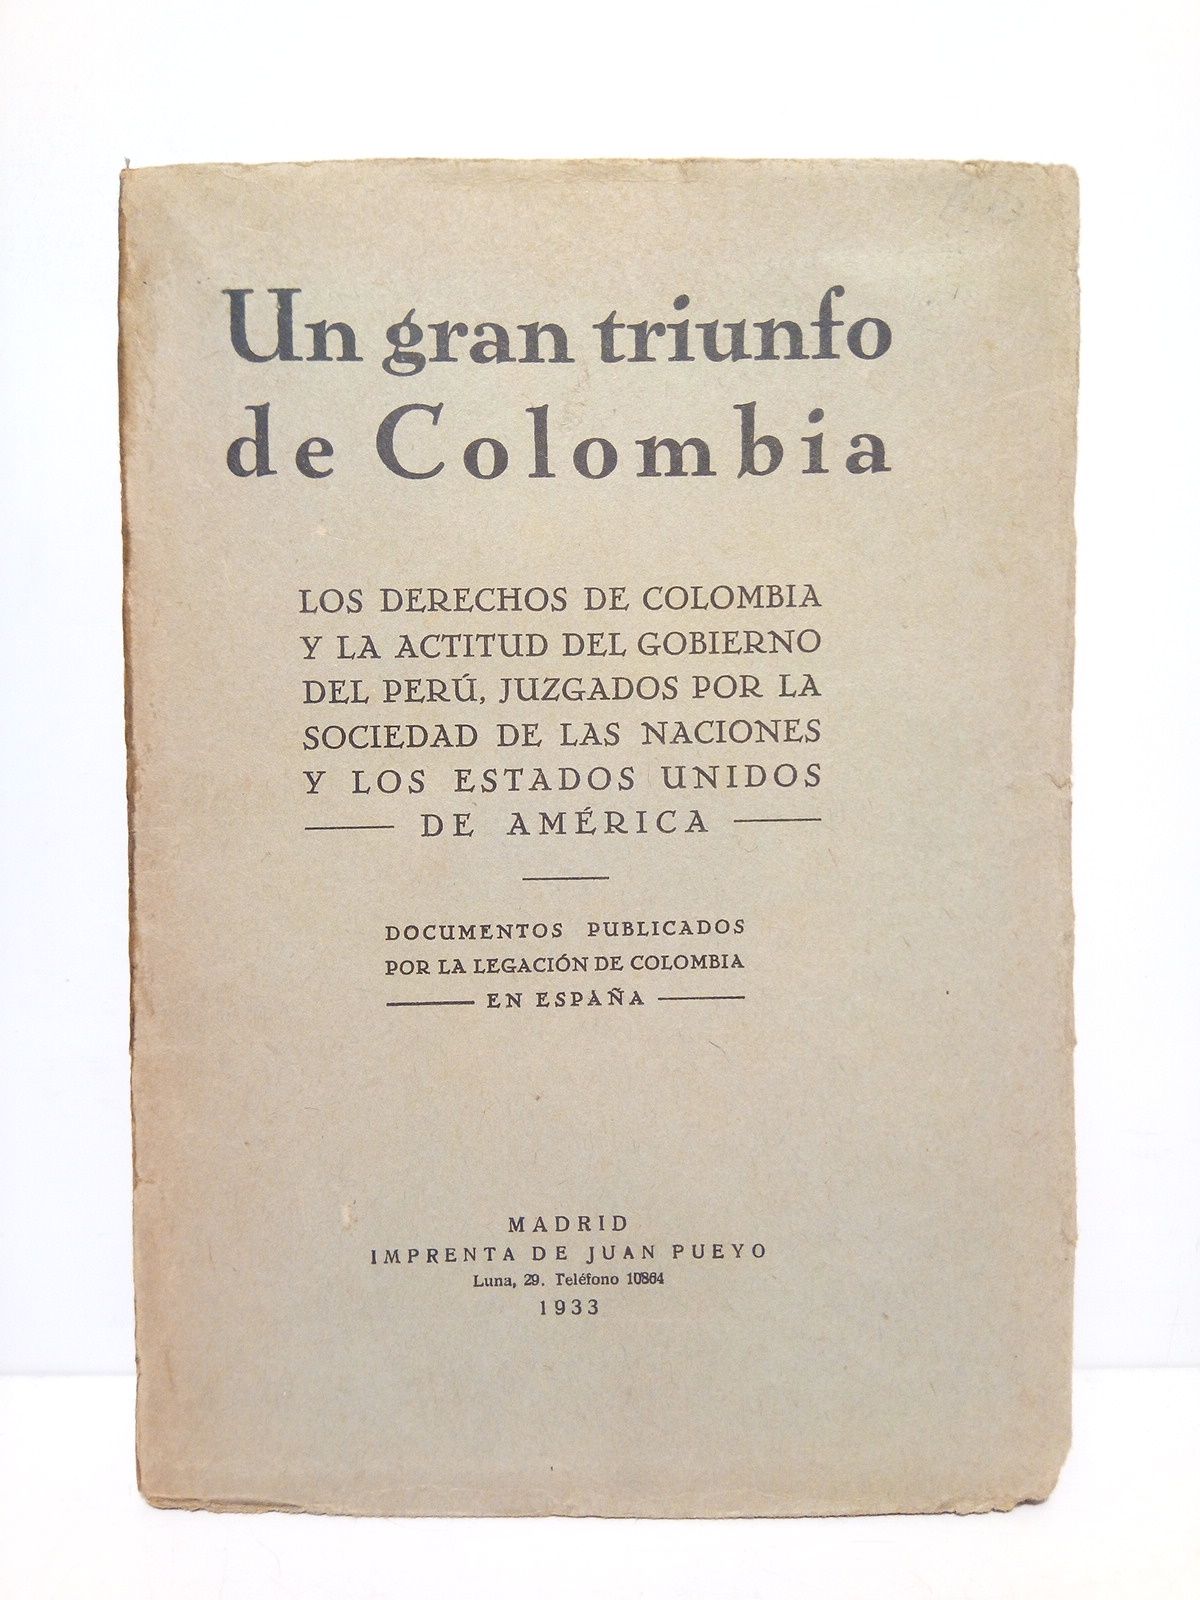 Un gran triunfo
de Colombia
LOS DERECHOS DE COLOMBIA
Y LA ACTITUD DEL GOBIERNO
DEL PERÚ, JUZGADOS POR LA
SOCIEDAD DE LAS NACIONES
Y LOS ESTADOS UNIDOS
DE AMÉRICA
DOCUMENTOS PUBLICADOS
POR LA LEGACIÓN DE COLOMBIA
EN ESPAÑA
MADRID
IMPRENTA DE JUAN PUEYO
Luna, 29. Teléfono 10864
1933